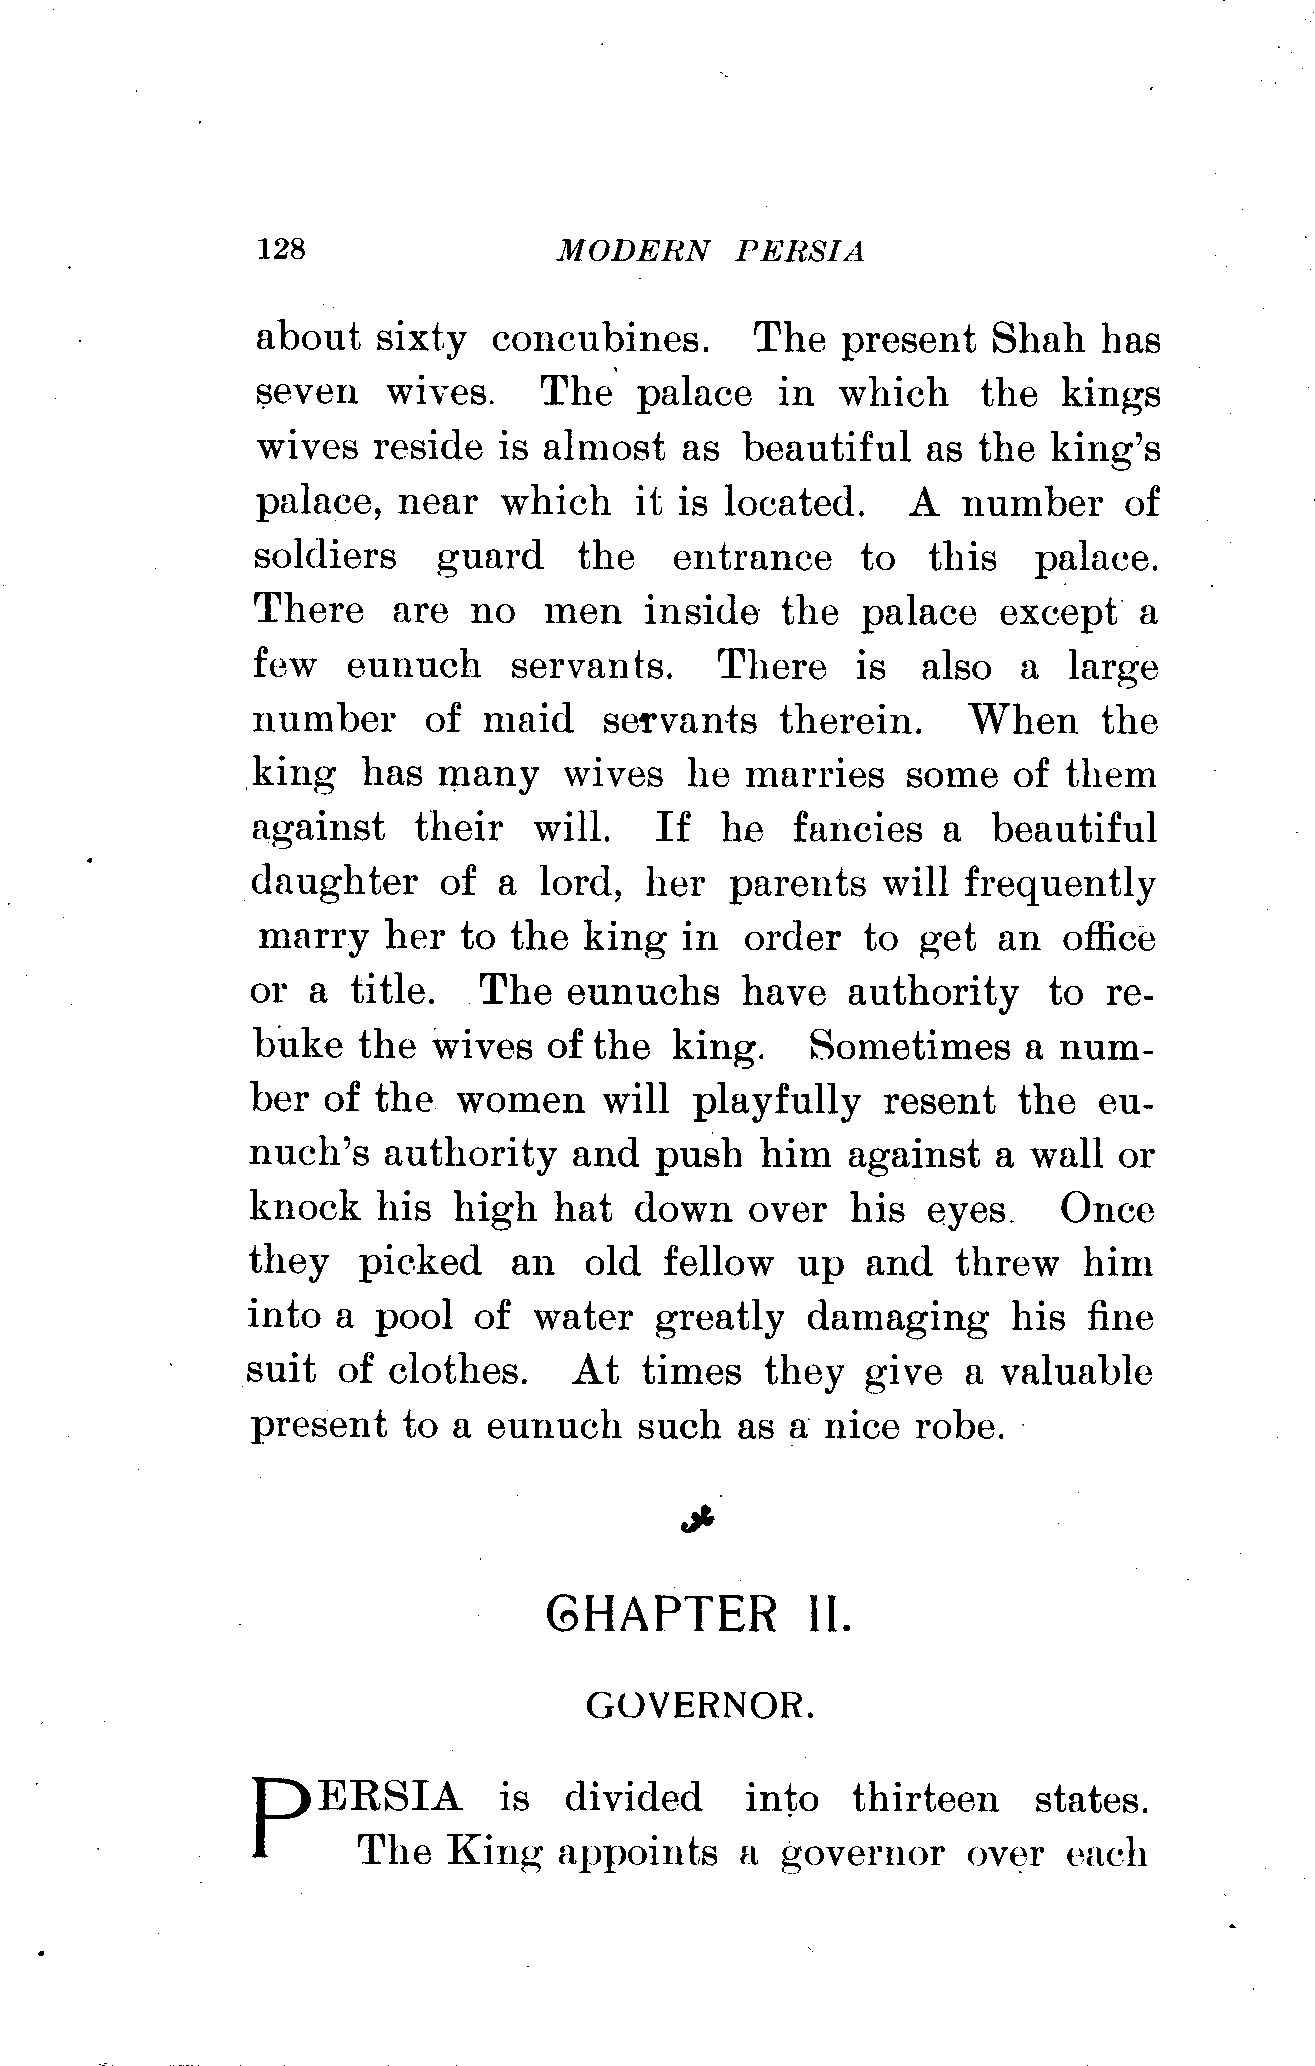 128 MODERN PERSIA
about sixty concubines. The present Shah has
seven wives. The palace in which the kings
wives reside is almost as beautiful as the king's
palace, near which it is located. A number of
soldiers guard the entrance to this palace.
There are no men inside the palace except a
few eunuch servants. There is also a large
number of maid servants therein. When the
king has many wives he marries some of them
against their will. If he fancies a beautiful
daughter of a lord, her parents will frequently
marry her to the king in order to get an office
or a title. The eunuchs have authority to re-
buke the wives of the king. Sometimes a num-
ber of the women will playfully resent the eu-
nuch's authority and push him against a wall or
knock his high hat down over his eyes. Once
they picked an old fellow up and threw him
into a pool of water greatly damaging his fine
suit of clothes. At times they give a valuable
present to a eunuch such as a nice robe.
CHAPTER II.
GOVERNOR.
PERSIA is divided into thirteen states.
The King appoints a governor over each